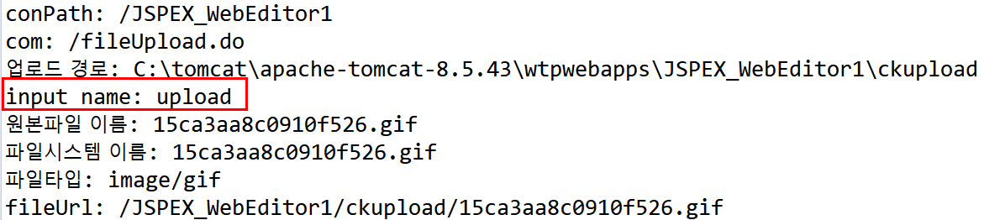 conPath: /JSPEX_WebEditor1
com: /fileUpload.do
업로드 경로: C:\tomcat\apache-tomcat-8.5.43\wtpwebapps\JSPEX_WebEditor1\ckupload
input name: upload
원본파일 이름: 15ca3aa8c0910f526.gif
파일시스템 이름: 15ca3aa8c0910f526.gif
파일타입: image/gif
fileUrl: /JSPEX_WebEditor1/ckupload/15ca3aa8c0910f526.gif